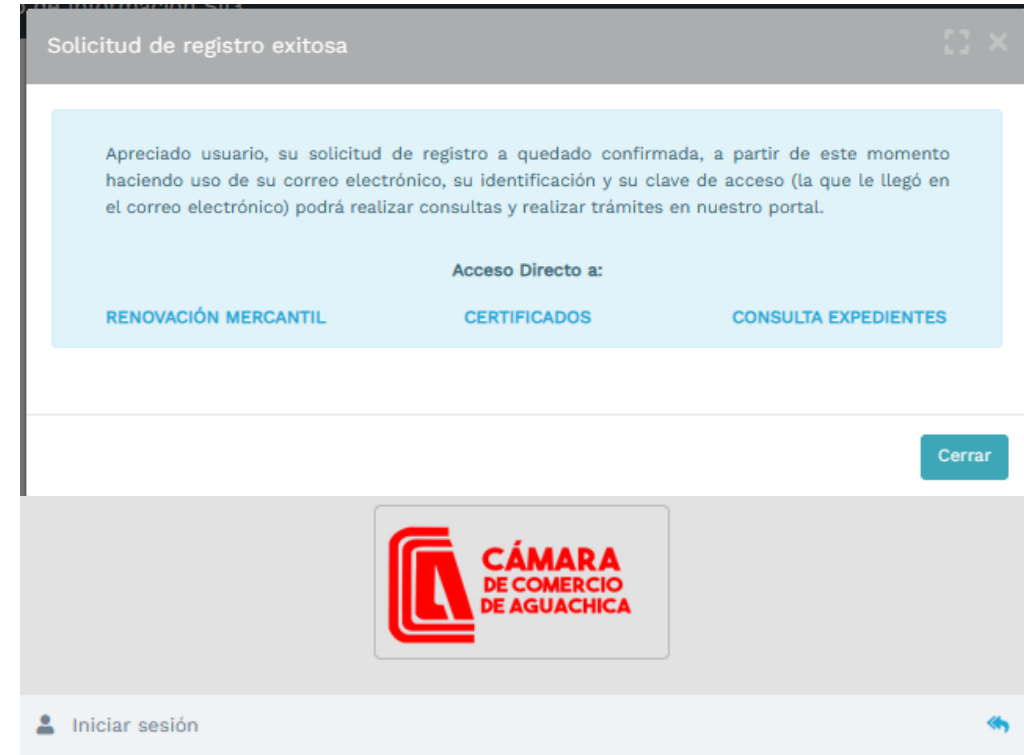 de Información SII3
Solicitud de registro exitosa
Apreciado usuario, su solicitud de registro a quedado confirmada, a partir de este momento
haciendo uso de su correo electrónico, su identificación y su clave de acceso (la que le llegó en
el correo electrónico) podrá realizar consultas y realizar trámites en nuestro portal.
Acceso Directo a:
RENOVACIÓN MERCANTIL CERTIFICADOS CONSULTA EXPEDIENTES
Cerrar
CÁMARA
DE COMERCIO
DE AGUACHICA
Iniciar sesión